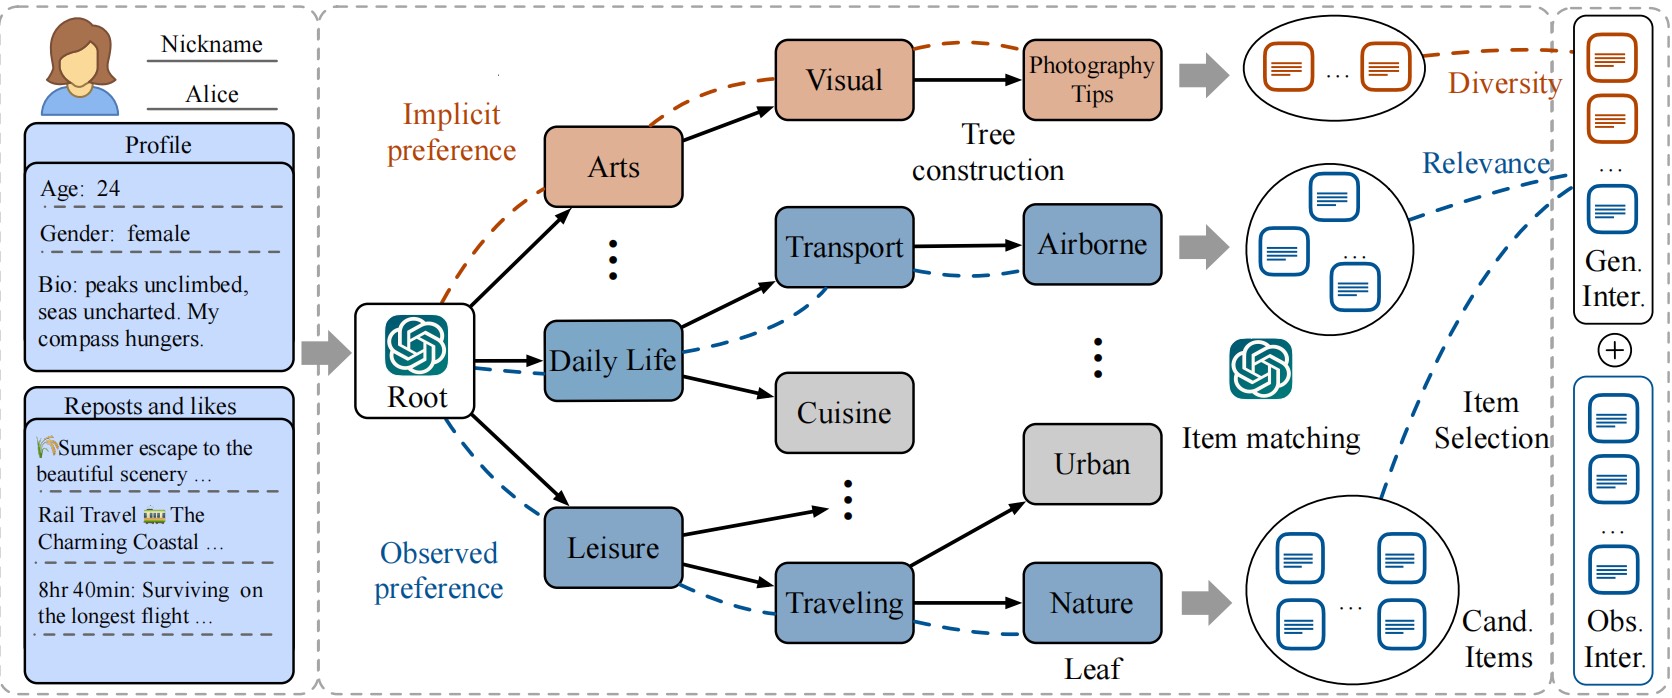 Nickname
Alice
Profile
Age: 24
Gender: female
Bio: peaks unclimbed,
seas uncharted. My
compass hungers.
Reposts and likes
🌾Summer escape to the
beautiful scenery ...
Rail Travel 🚋 The
Charming Coastal ...
8hr 40min: Surviving on
the longest flight ...
Implicit
preference
Root
Observed
preference
Arts
Daily Life
Leisure
Visual
Transport
Cuisine
Traveling
Photography
Tips
Tree
construction
Airborne
Urban
Nature
Leaf
Item matching
...
...
...
Cand.
Items
Diversity
Relevance
Item
Selection
...
Gen.
Inter.
...
Obs.
Inter.